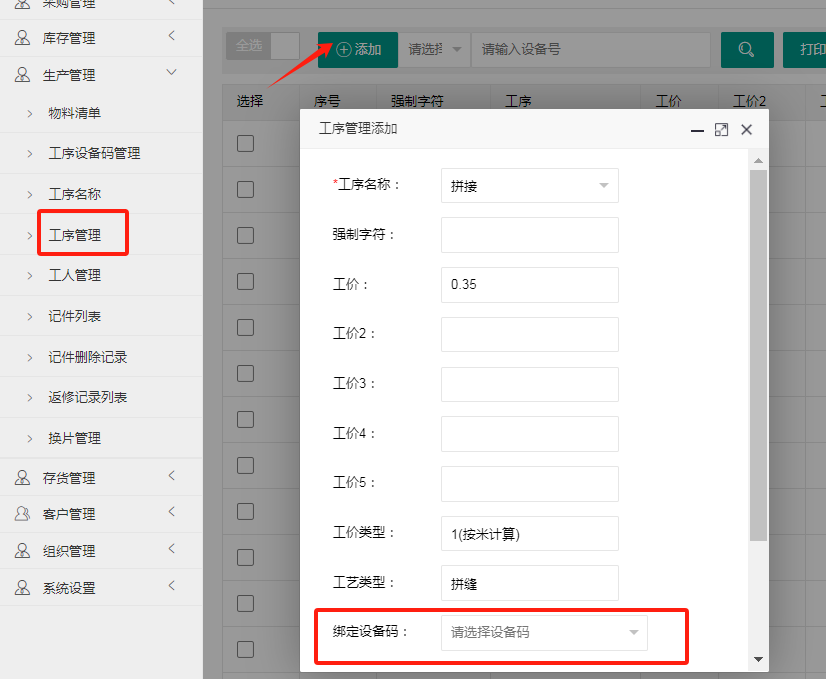 采购管理
库存管理
生产管理
物料清单
工序设备码管理
工序名称
工序管理
工人管理
记件列表
记件删除记录
返修记录列表
换片管理
存货管理
客户管理
组织管理
系统设置
全选
添加
请选择
请输入设备号
打印
选择 序号 强制字符 工序 工价 工价2
工序管理添加
*工序名称： 拼接
强制字符：
工价： 0.35
工价2：
工价3：
工价4：
工价5：
工价类型： 1(按米计算)
工艺类型： 拼缝
绑定设备码： 请选择设备码